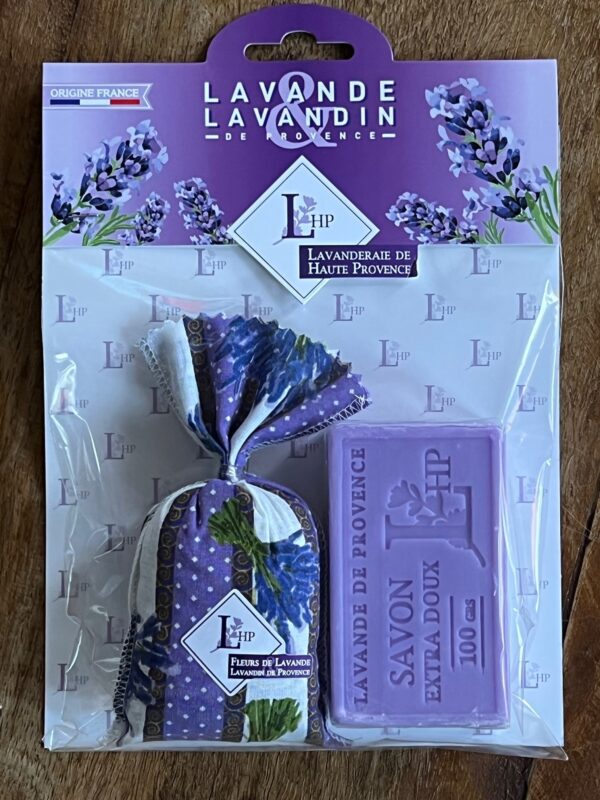 ORIGINE FRANCE
LAVANDE
&
LAVANDIN
DE PROVENCE
LHP
LAVANDERAIE DE
HAUTE PROVENCE
LHP
FLEURS DE LAVANDE
LAVANDIN DE PROVENCE
LAVANDE DE PROVENCE
LHP
SAVON
EXTRA DOUX
100 GRS